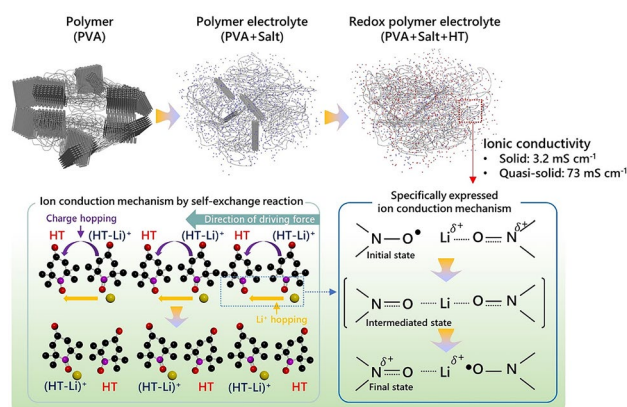 Polymer
(PVA)
Polymer electrolyte
(PVA+Salt)
Redox polymer electrolyte
(PVA+Salt+HT)
Ionic conductivity
• Solid: 3.2 mS cm⁻¹
• Quasi-solid: 73 mS cm⁻¹
Ion conduction mechanism by self-exchange reaction
Charge hopping
Direction of driving force
HT (HT-Li)⁺ HT (HT-Li)⁺ HT (HT-Li)⁺
Li⁺ hopping
(HT-Li)⁺ HT (HT-Li)⁺ HT (HT-Li)⁺ HT
Specifically expressed
ion conduction mechanism
N—O• Li δ+ O N δ+
Initial state
N O Li O N
Intermediated state
N δ+ O Li δ+ •O—N
Final state